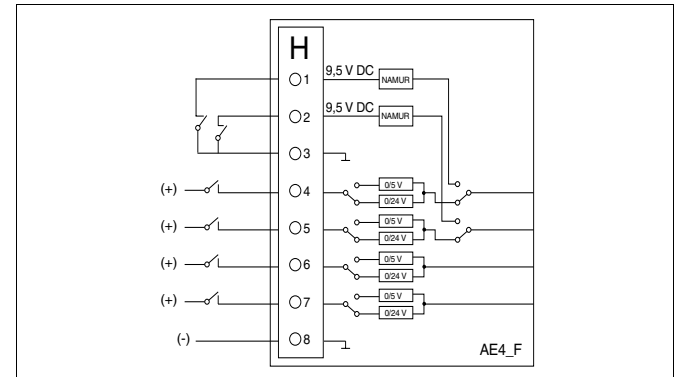 H
1 9,5 V DC NAMUR
2 9,5 V DC NAMUR
3
(+) 4 0/5 V
0/24 V
(+) 5 0/5 V
0/24 V
(+) 6 0/5 V
0/24 V
(+) 7 0/5 V
0/24 V
(-) 8
AE4_F